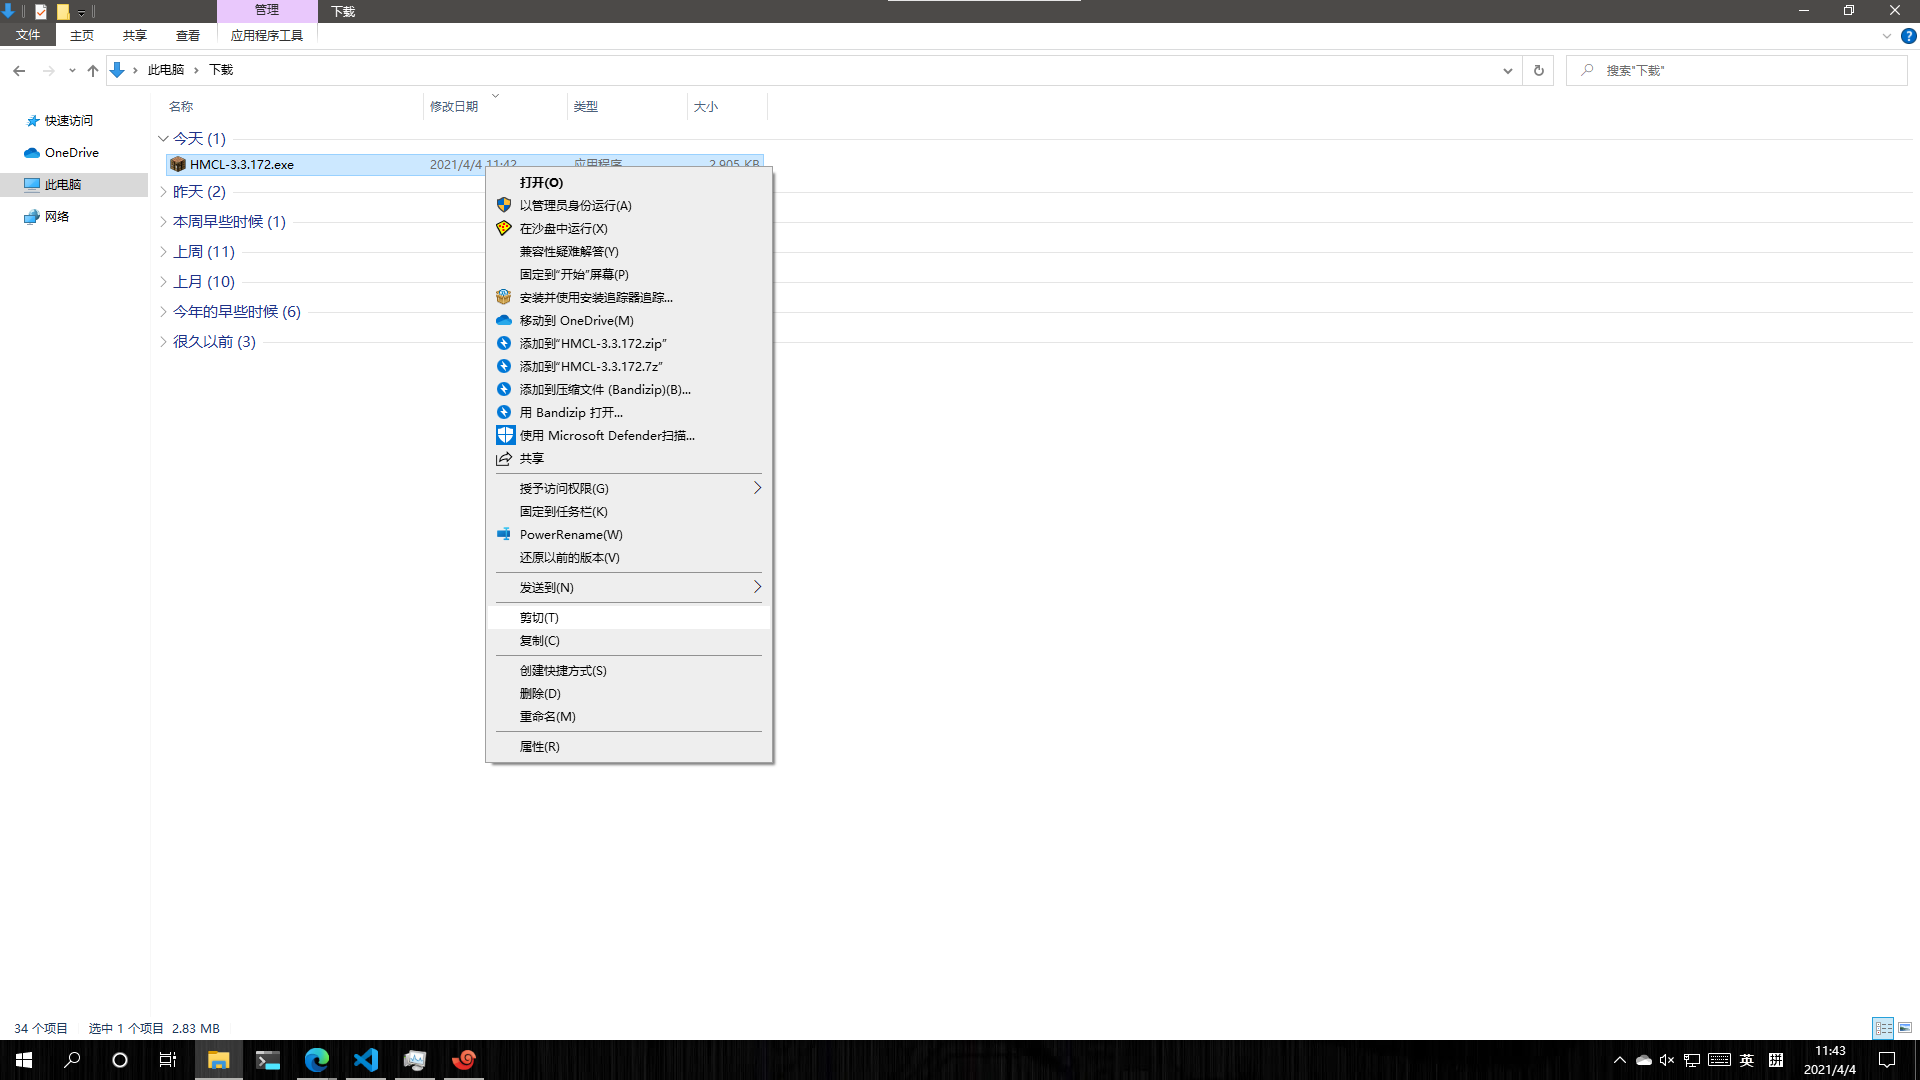 管理
下载
文件
主页
共享
查看
应用程序工具
此电脑
下载
搜索"下载"
名称
修改日期
类型
大小
快速访问
OneDrive
此电脑
网络
今天 (1)
HMCL-3.3.172.exe
2021/4/4 11:42
应用程序
2,905 KB
昨天 (2)
本周早些时候 (1)
上周 (11)
上月 (10)
今年的早些时候 (6)
很久以前 (3)
打开(O)
以管理员身份运行(A)
在沙盘中运行(X)
兼容性疑难解答(Y)
固定到"开始"屏幕(P)
安装并使用安装追踪器追踪...
移动到 OneDrive(M)
添加到"HMCL-3.3.172.zip"
添加到"HMCL-3.3.172.7z"
添加到压缩文件 (Bandizip)(B)...
用 Bandizip 打开...
使用 Microsoft Defender扫描...
共享
授予访问权限(G)
固定到任务栏(K)
PowerRename(W)
还原以前的版本(V)
发送到(N)
剪切(T)
复制(C)
创建快捷方式(S)
删除(D)
重命名(M)
属性(R)
34 个项目
选中 1 个项目 2.83 MB
英
拼
11:43
2021/4/4